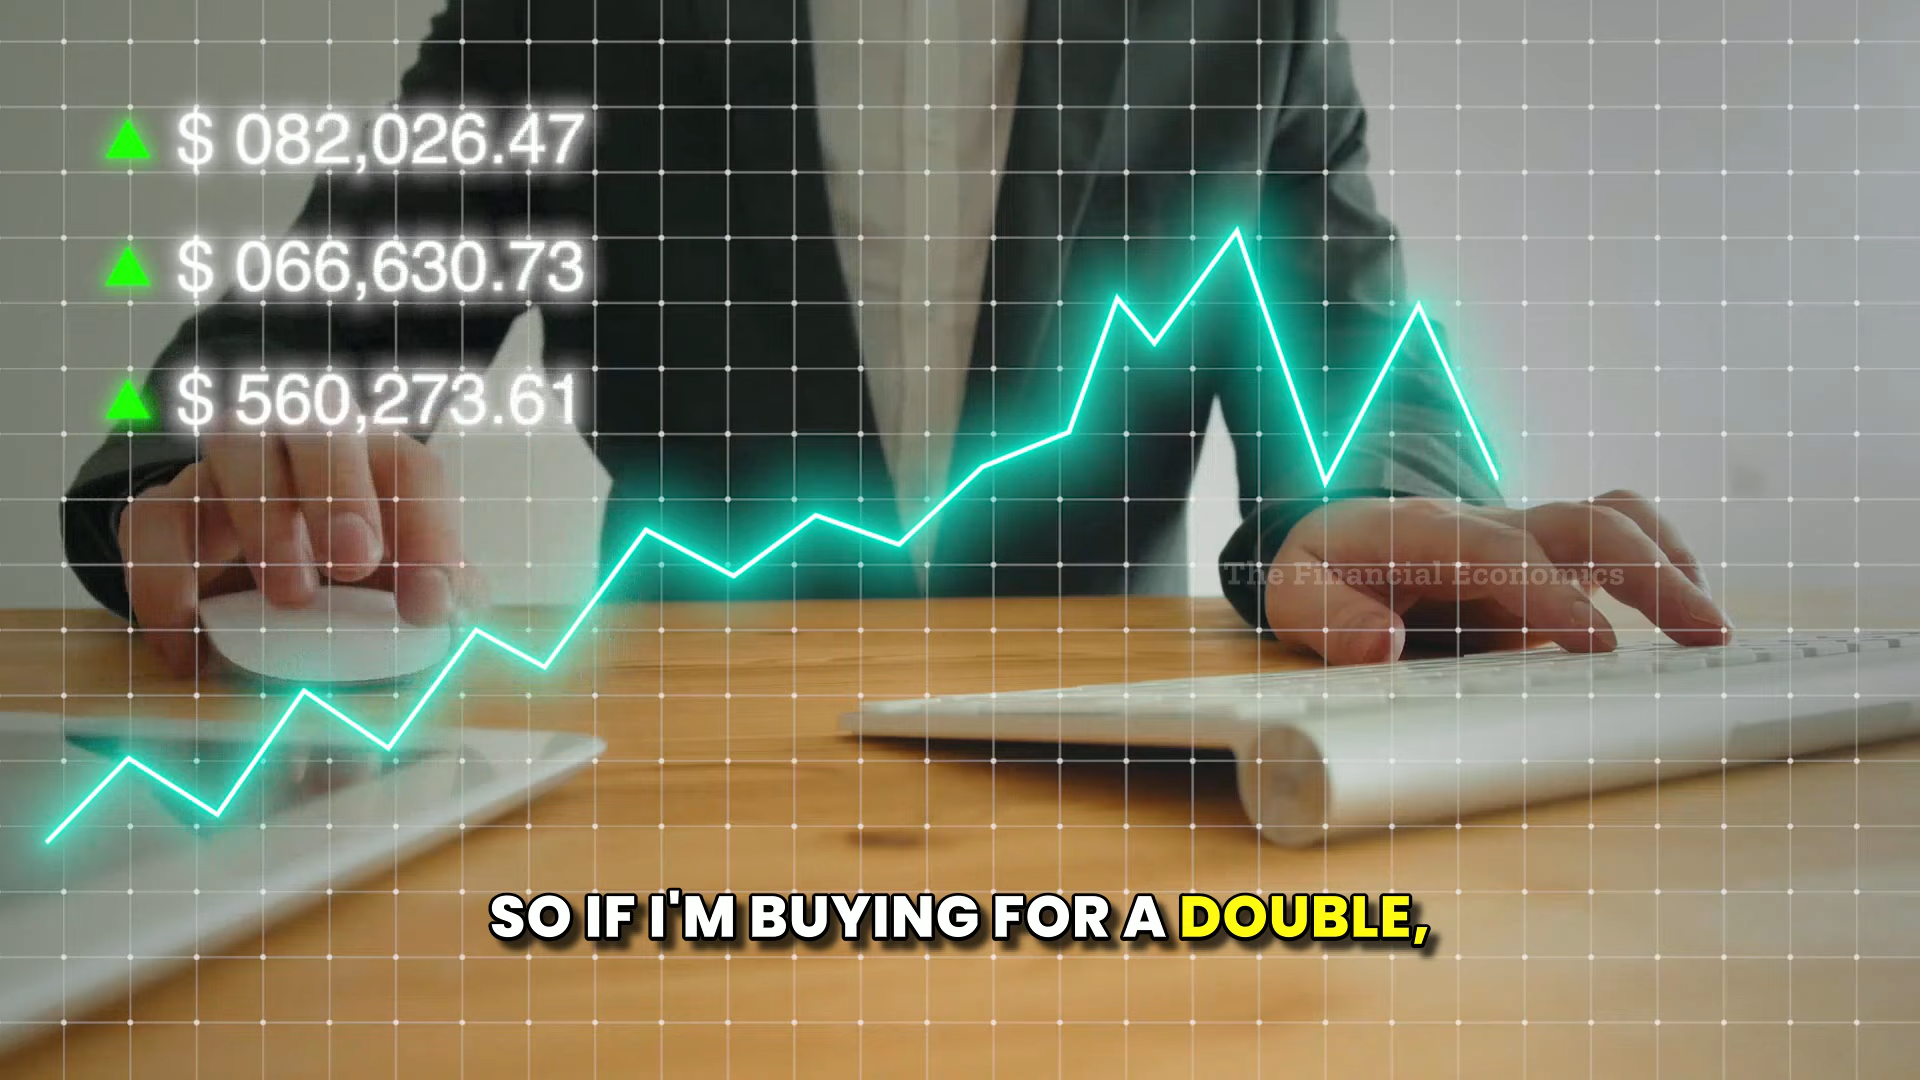 $ 082,026.47
$ 066,630.73
$ 560,273.61
The Financial Economics
SO IF I'M BUYING FOR A DOUBLE,